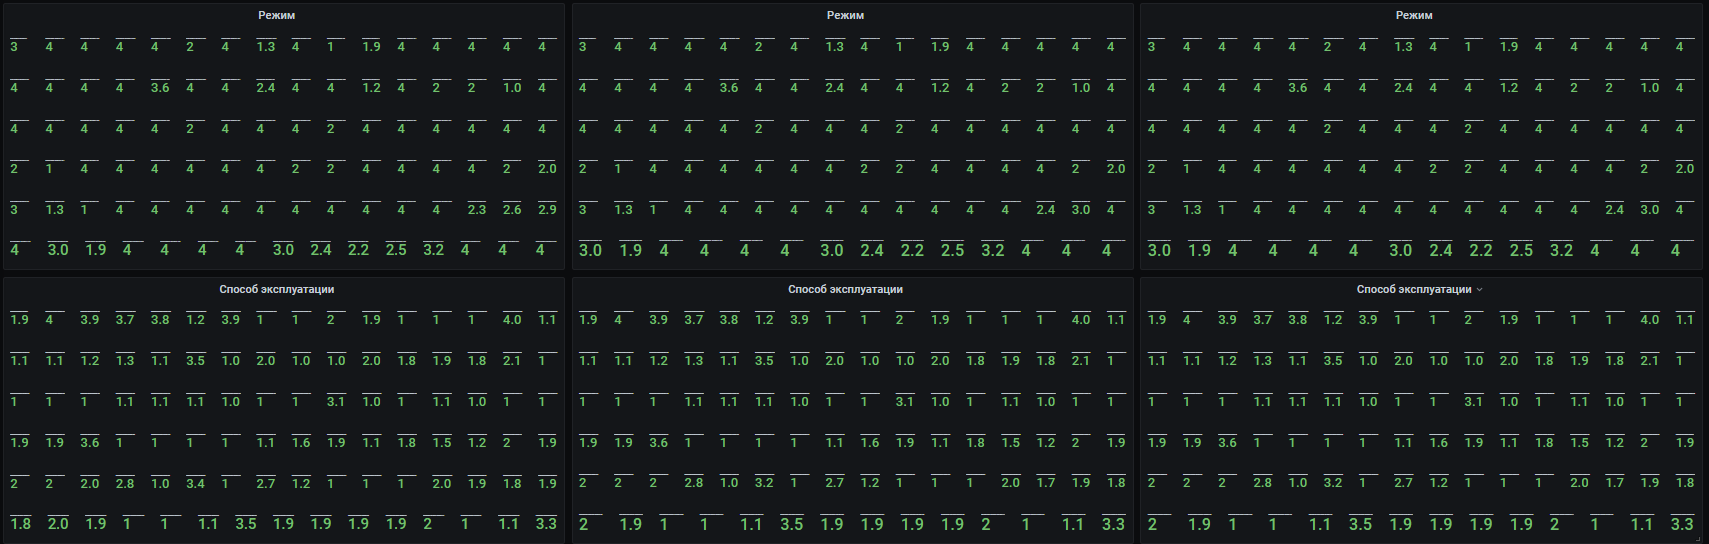 Режим
3 4 4 4 4 2 4 1.3 4 1 1.9 4 4 4 4 4
4 4 4 4 3.6 4 4 2.4 4 4 1.2 4 2 2 1.0 4
4 4 4 4 4 2 4 4 4 2 4 4 4 4 4 4
2 1 4 4 4 4 4 4 2 2 4 4 4 4 2 2.0
3 1.3 1 4 4 4 4 4 4 4 4 4 4 2.3 2.6 2.9
4 3.0 1.9 4 4 4 4 3.0 2.4 2.2 2.5 3.2 4 4 4
Режим
3 4 4 4 4 2 4 1.3 4 1 1.9 4 4 4 4 4
4 4 4 4 3.6 4 4 2.4 4 4 1.2 4 2 2 1.0 4
4 4 4 4 4 2 4 4 4 2 4 4 4 4 4 4
2 1 4 4 4 4 4 4 2 2 4 4 4 4 2 2.0
3 1.3 1 4 4 4 4 4 4 4 4 4 4 2.4 3.0 4
3.0 1.9 4 4 4 4 3.0 2.4 2.2 2.5 3.2 4 4 4
Режим
3 4 4 4 4 2 4 1.3 4 1 1.9 4 4 4 4 4
4 4 4 4 3.6 4 4 2.4 4 4 1.2 4 2 2 1.0 4
4 4 4 4 4 2 4 4 4 2 4 4 4 4 4 4
2 1 4 4 4 4 4 4 2 2 4 4 4 4 2 2.0
3 1.3 1 4 4 4 4 4 4 4 4 4 4 2.4 3.0 4
3.0 1.9 4 4 4 4 3.0 2.4 2.2 2.5 3.2 4 4 4
Способ эксплуатации
1.9 4 3.9 3.7 3.8 1.2 3.9 1 1 2 1.9 1 1 1 4.0 1.1
1.1 1.1 1.2 1.3 1.1 3.5 1.0 2.0 1.0 1.0 2.0 1.8 1.9 1.8 2.1 1
1 1 1 1.1 1.1 1.1 1.0 1 1 3.1 1.0 1 1.1 1.0 1 1
1.9 1.9 3.6 1 1 1 1 1.1 1.6 1.9 1.1 1.8 1.5 1.2 2 1.9
2 2 2.0 2.8 1.0 3.4 1 2.7 1.2 1 1 1 2.0 1.9 1.8 1.9
1.8 2.0 1.9 1 1 1.1 3.5 1.9 1.9 1.9 1.9 2 1 1.1 3.3
Способ эксплуатации
1.9 4 3.9 3.7 3.8 1.2 3.9 1 1 2 1.9 1 1 1 4.0 1.1
1.1 1.1 1.2 1.3 1.1 3.5 1.0 2.0 1.0 1.0 2.0 1.8 1.9 1.8 2.1 1
1 1 1 1.1 1.1 1.1 1.0 1 1 3.1 1.0 1 1.1 1.0 1 1
1.9 1.9 3.6 1 1 1 1 1.1 1.6 1.9 1.1 1.8 1.5 1.2 2 1.9
2 2 2 2.8 1.0 3.2 1 2.7 1.2 1 1 1 2.0 1.7 1.9 1.8
2 1.9 1 1 1.1 3.5 1.9 1.9 1.9 1.9 2 1 1.1 3.3
Способ эксплуатации
1.9 4 3.9 3.7 3.8 1.2 3.9 1 1 2 1.9 1 1 1 4.0 1.1
1.1 1.1 1.2 1.3 1.1 3.5 1.0 2.0 1.0 1.0 2.0 1.8 1.9 1.8 2.1 1
1 1 1 1.1 1.1 1.1 1.0 1 1 3.1 1.0 1 1.1 1.0 1 1
1.9 1.9 3.6 1 1 1 1 1.1 1.6 1.9 1.1 1.8 1.5 1.2 2 1.9
2 2 2 2.8 1.0 3.2 1 2.7 1.2 1 1 1 2.0 1.7 1.9 1.8
2 1.9 1 1 1.1 3.5 1.9 1.9 1.9 1.9 2 1 1.1 3.3